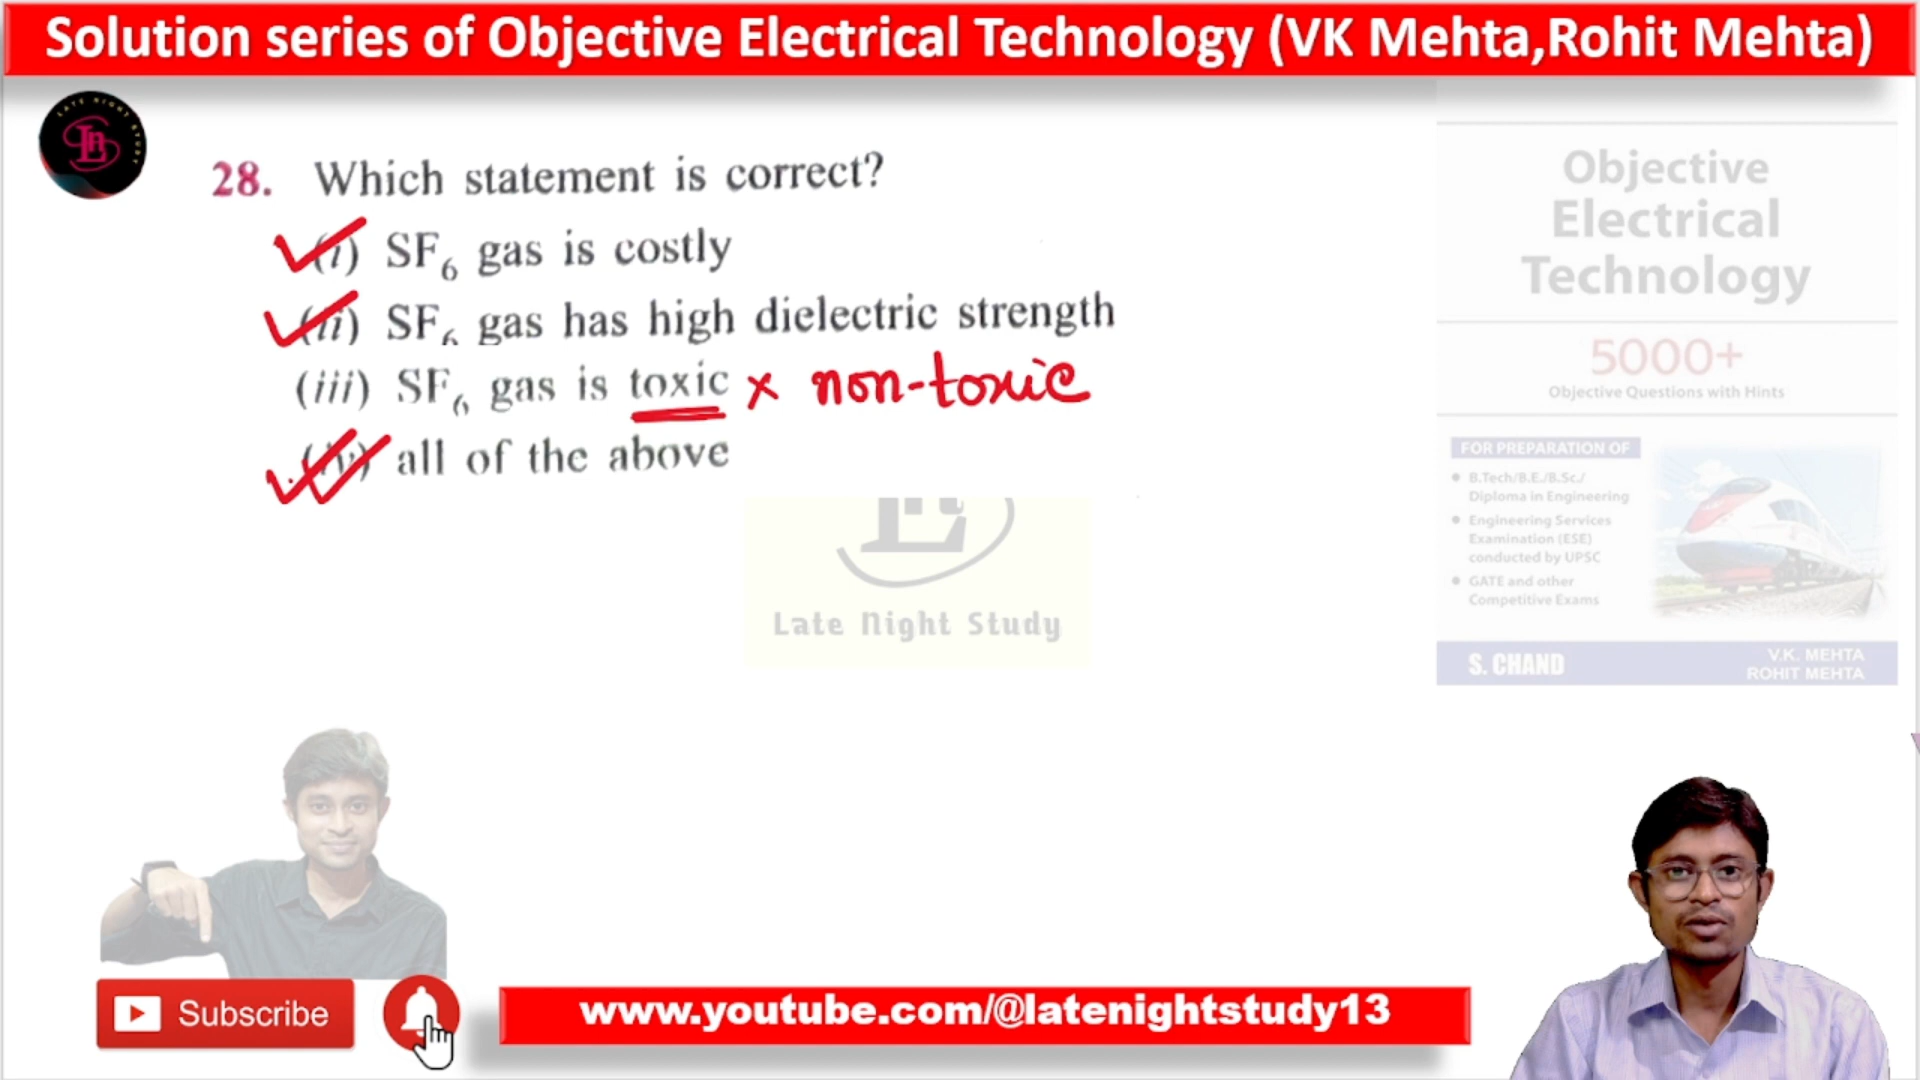 Solution series of Objective Electrical Technology (VK Mehta,Rohit Mehta)
LATE NIGHT STUDY
28. Which statement is correct?
(i) SF6 gas is costly
(ii) SF6 gas has high dielectric strength
(iii) SF6 gas is toxic × non-toxic
(iv) all of the above
Late Night Study
Objective
Electrical
Technology
5000+
Objective Questions with Hints
FOR PREPARATION OF
• B.Tech/B.E./B.Sc./
Diploma in Engineering
• Engineering Services
Examination (ESE)
conducted by UPSC
• GATE and other
Competitive Exams
S. CHAND
V.K. MEHTA
ROHIT MEHTA
Subscribe
www.youtube.com/@latenightstudy13